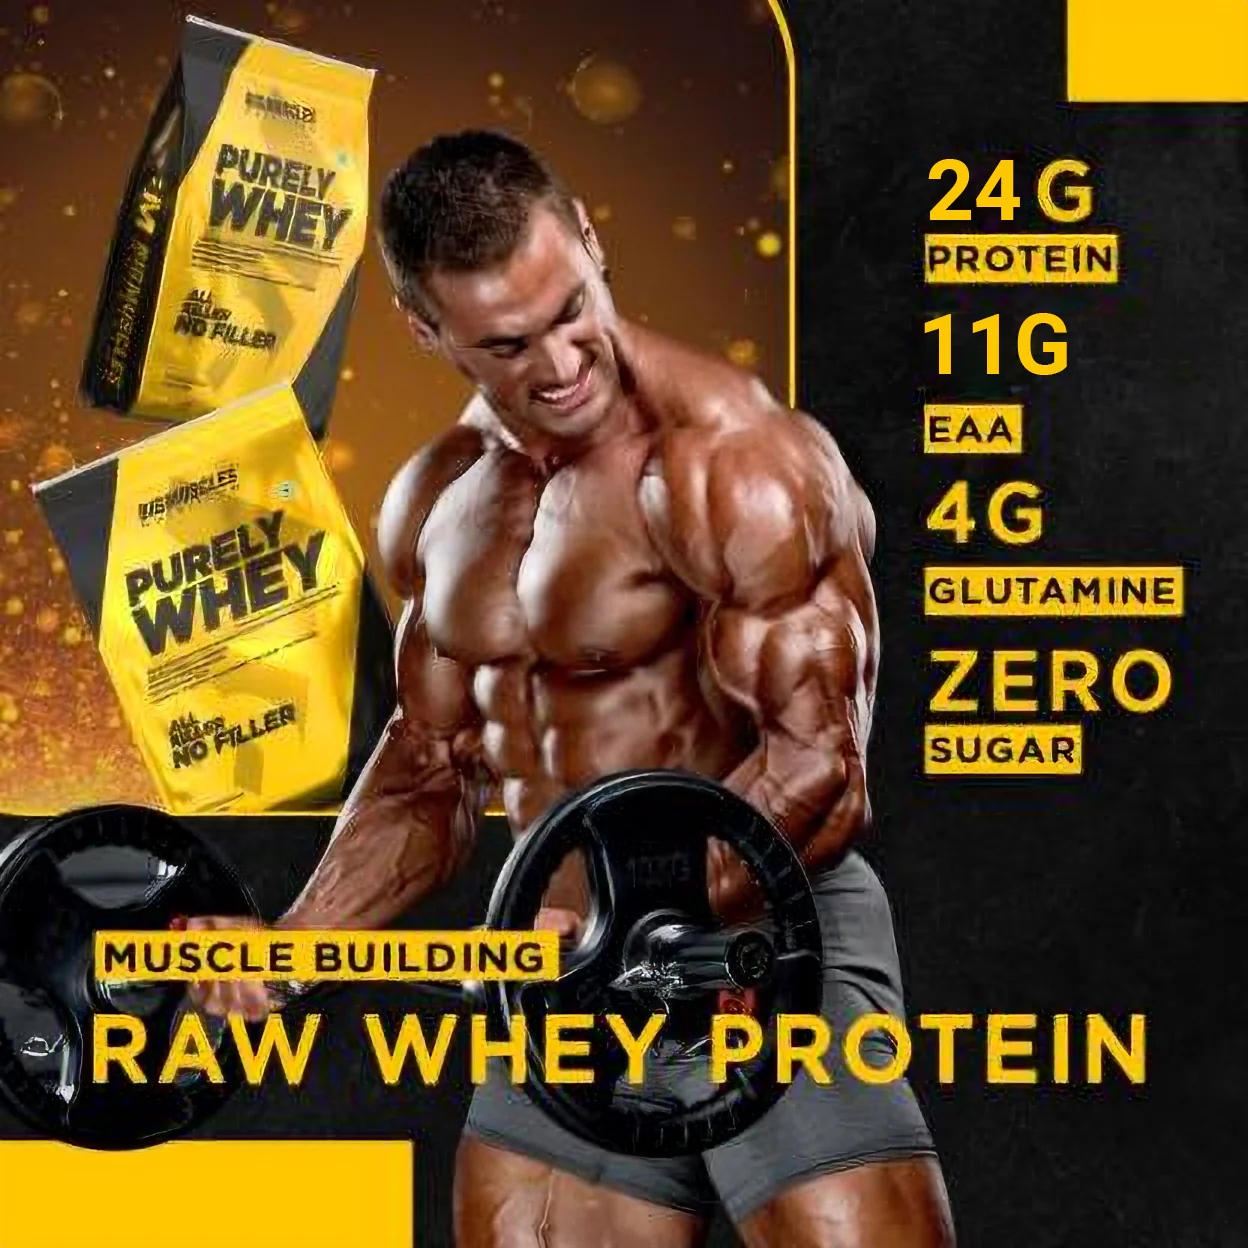 PURELY
WHEY
NO FILLER
PURELY
WHEY
ALL
NO FILLER
24 G
PROTEIN
11G
EAA
4G
GLUTAMINE
ZERO
SUGAR
MUSCLE BUILDING
RAW WHEY PROTEIN